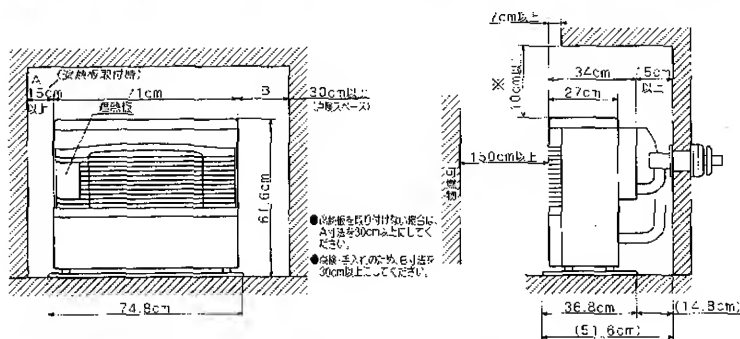 A
(遮熱板取付時)
15cm
以上
71cm
B
30cm以上
(点検スペース)
遮熱板
67.6cm
74.8cm
●遮熱板を取り付けない場合は、
A寸法を30cm以上にしてく
ださい。
●点検・手入れのため、B寸法を
30cm以上にしてください。
7cm以上
※
10cm以上
34cm
15cm
以上
27cm
150cm以上
可燃物
36.8cm
(14.8cm)
(51.6cm)